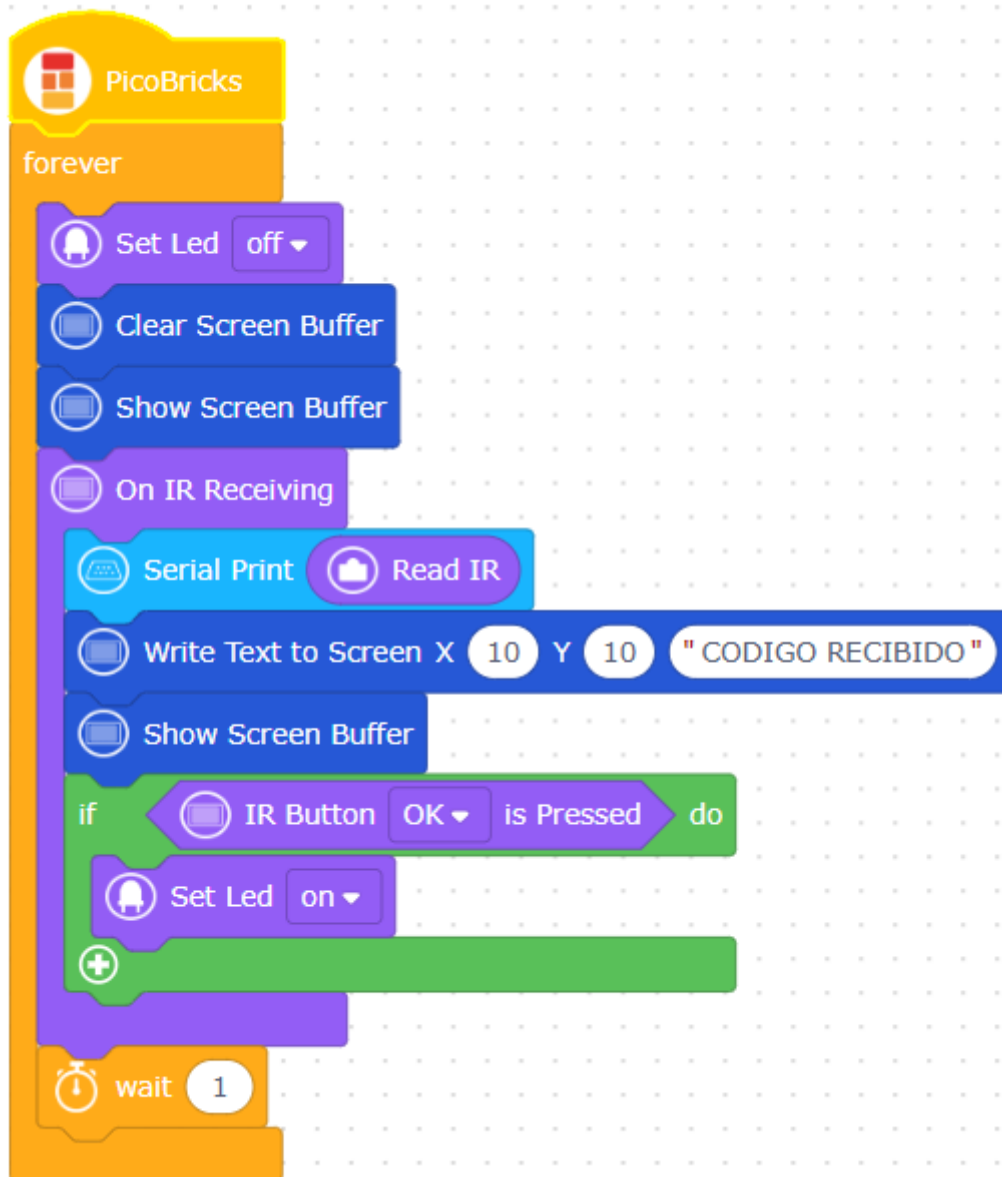 PicoBricks
forever
Set Led off
Clear Screen Buffer
Show Screen Buffer
On IR Receiving
Serial Print Read IR
Write Text to Screen X 10 Y 10 "CODIGO RECIBIDO"
Show Screen Buffer
if IR Button OK is Pressed do
Set Led on
wait 1